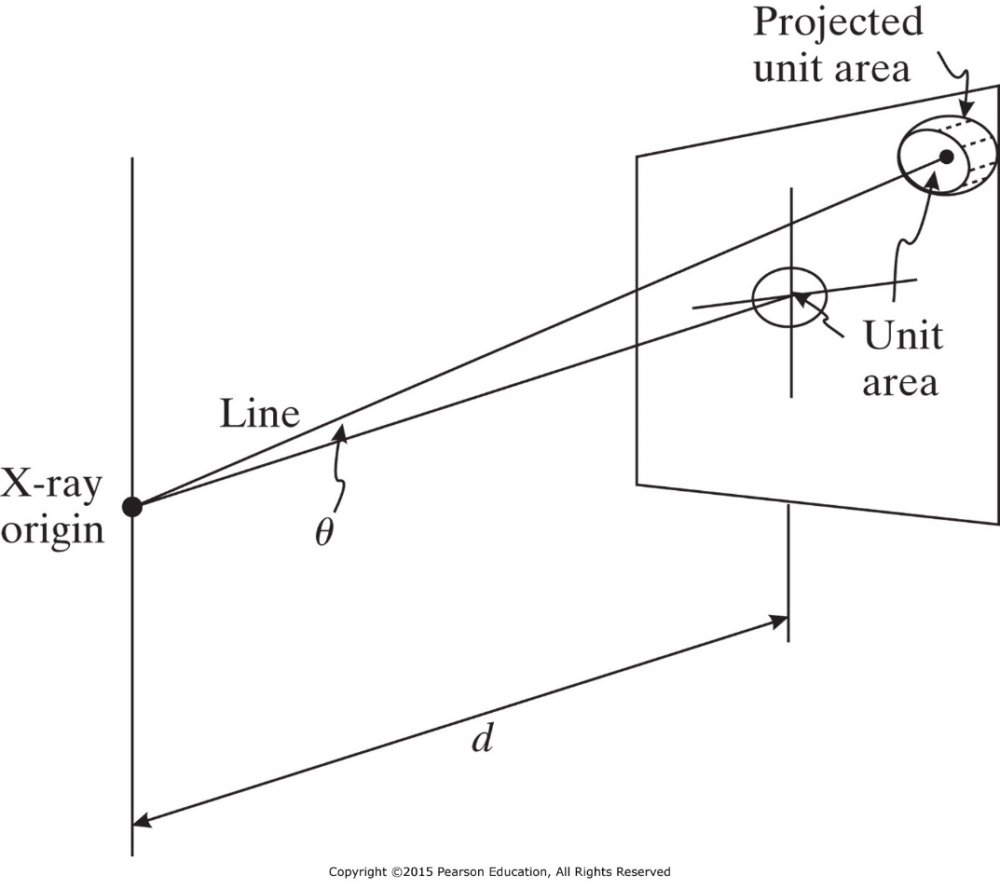 Projected
unit area
Unit
area
Line
X-ray
origin
θ
d
Copyright ©2015 Pearson Education, All Rights Reserved